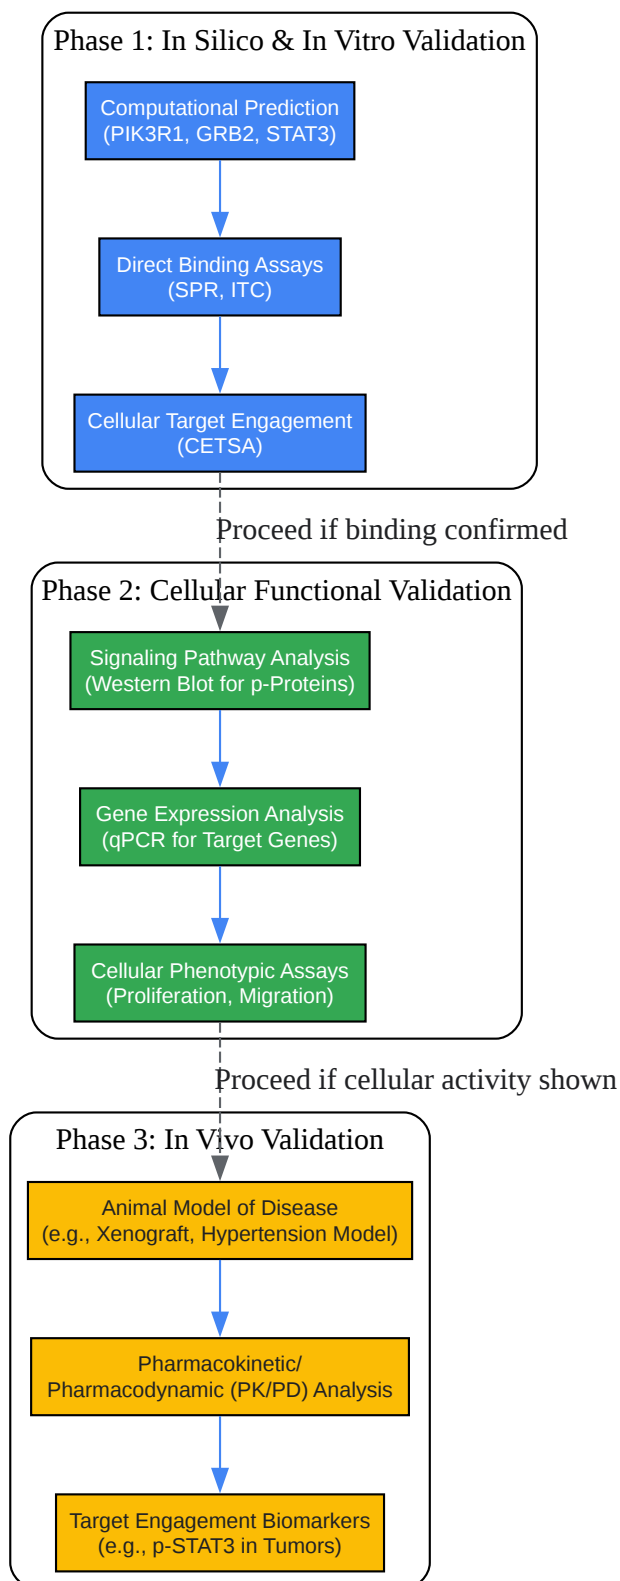 Phase 1: In Silico & In Vitro Validation
Computational Prediction
(PIK3R1, GRB2, STAT3)
Direct Binding Assays
(SPR, ITC)
Cellular Target Engagement
(CETSA)
Proceed if binding confirmed
Phase 2: Cellular Functional Validation
Signaling Pathway Analysis
(Western Blot for p-Proteins)
Gene Expression Analysis
(qPCR for Target Genes)
Cellular Phenotypic Assays
(Proliferation, Migration)
Proceed if cellular activity shown
Phase 3: In Vivo Validation
Animal Model of Disease
(e.g., Xenograft, Hypertension Model)
Pharmacokinetic/
Pharmacodynamic (PK/PD) Analysis
Target Engagement Biomarkers
(e.g., p-STAT3 in Tumors)